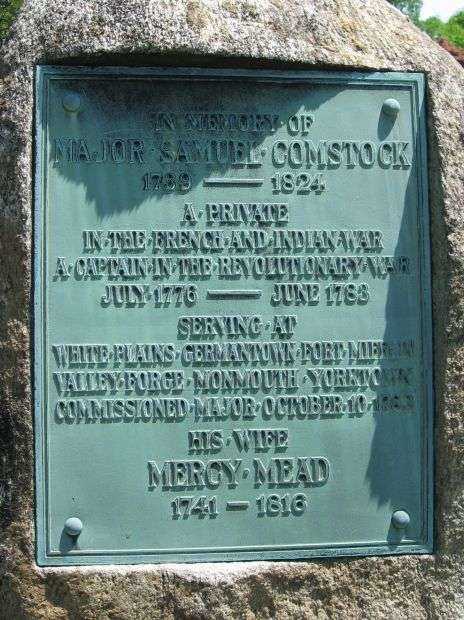 IN MEMORY OF
MAJOR·SAMUEL·COMSTOCK
1739 — 1824
A·PRIVATE
IN·THE·FRENCH·AND·INDIAN·WAR
A·CAPTAIN·IN·THE·REVOLUTIONARY·WAR
JULY·1776 — JUNE 1783
SERVING·AT
WHITE·PLAINS·GERMANTOWN·FORT·MIFFLIN
VALLEY·FORGE·MONMOUTH·YORKTOWN
COMMISSIONED·MAJOR·OCTOBER·10
HIS·WIFE
MERCY·MEAD
1741 — 1816